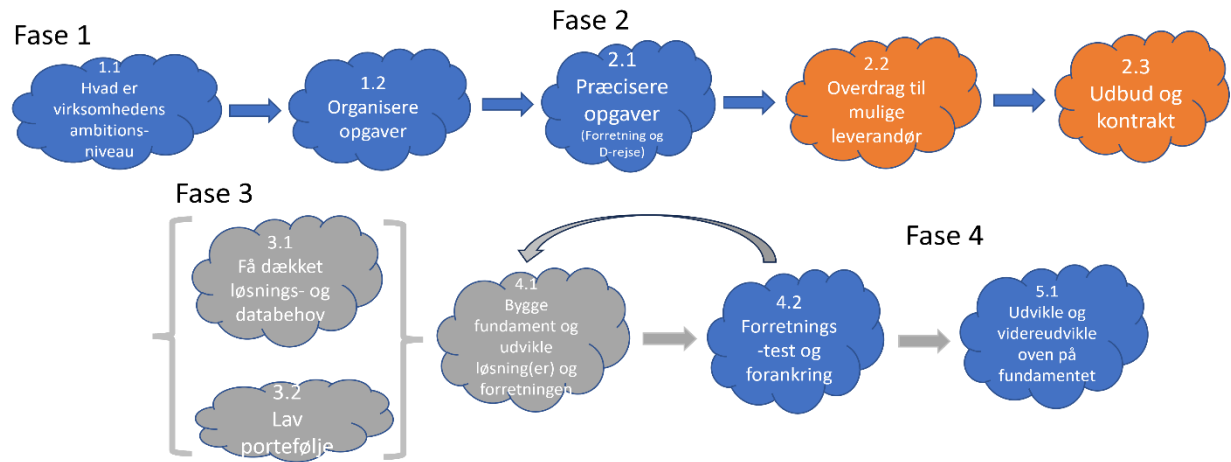 Fase 1
1.1
Hvad er
virksomhedens
ambitions-
niveau
1.2
Organisere
opgaver
Fase 2
2.1
Præcisere
opgaver
(Forretning og
D-rejse)
2.2
Overdrag til
mulige
leverandør
2.3
Udbud og
kontrakt
Fase 3
3.1
Få dækket
løsnings- og
databehov
3.2
Lav
portefølje
4.1
Bygge
fundament og
udvikle
løsning(er) og
forretningen
4.2
Forretnings
-test og
forankring
Fase 4
5.1
Udvikle og
videreudvikle
oven på
fundamentet